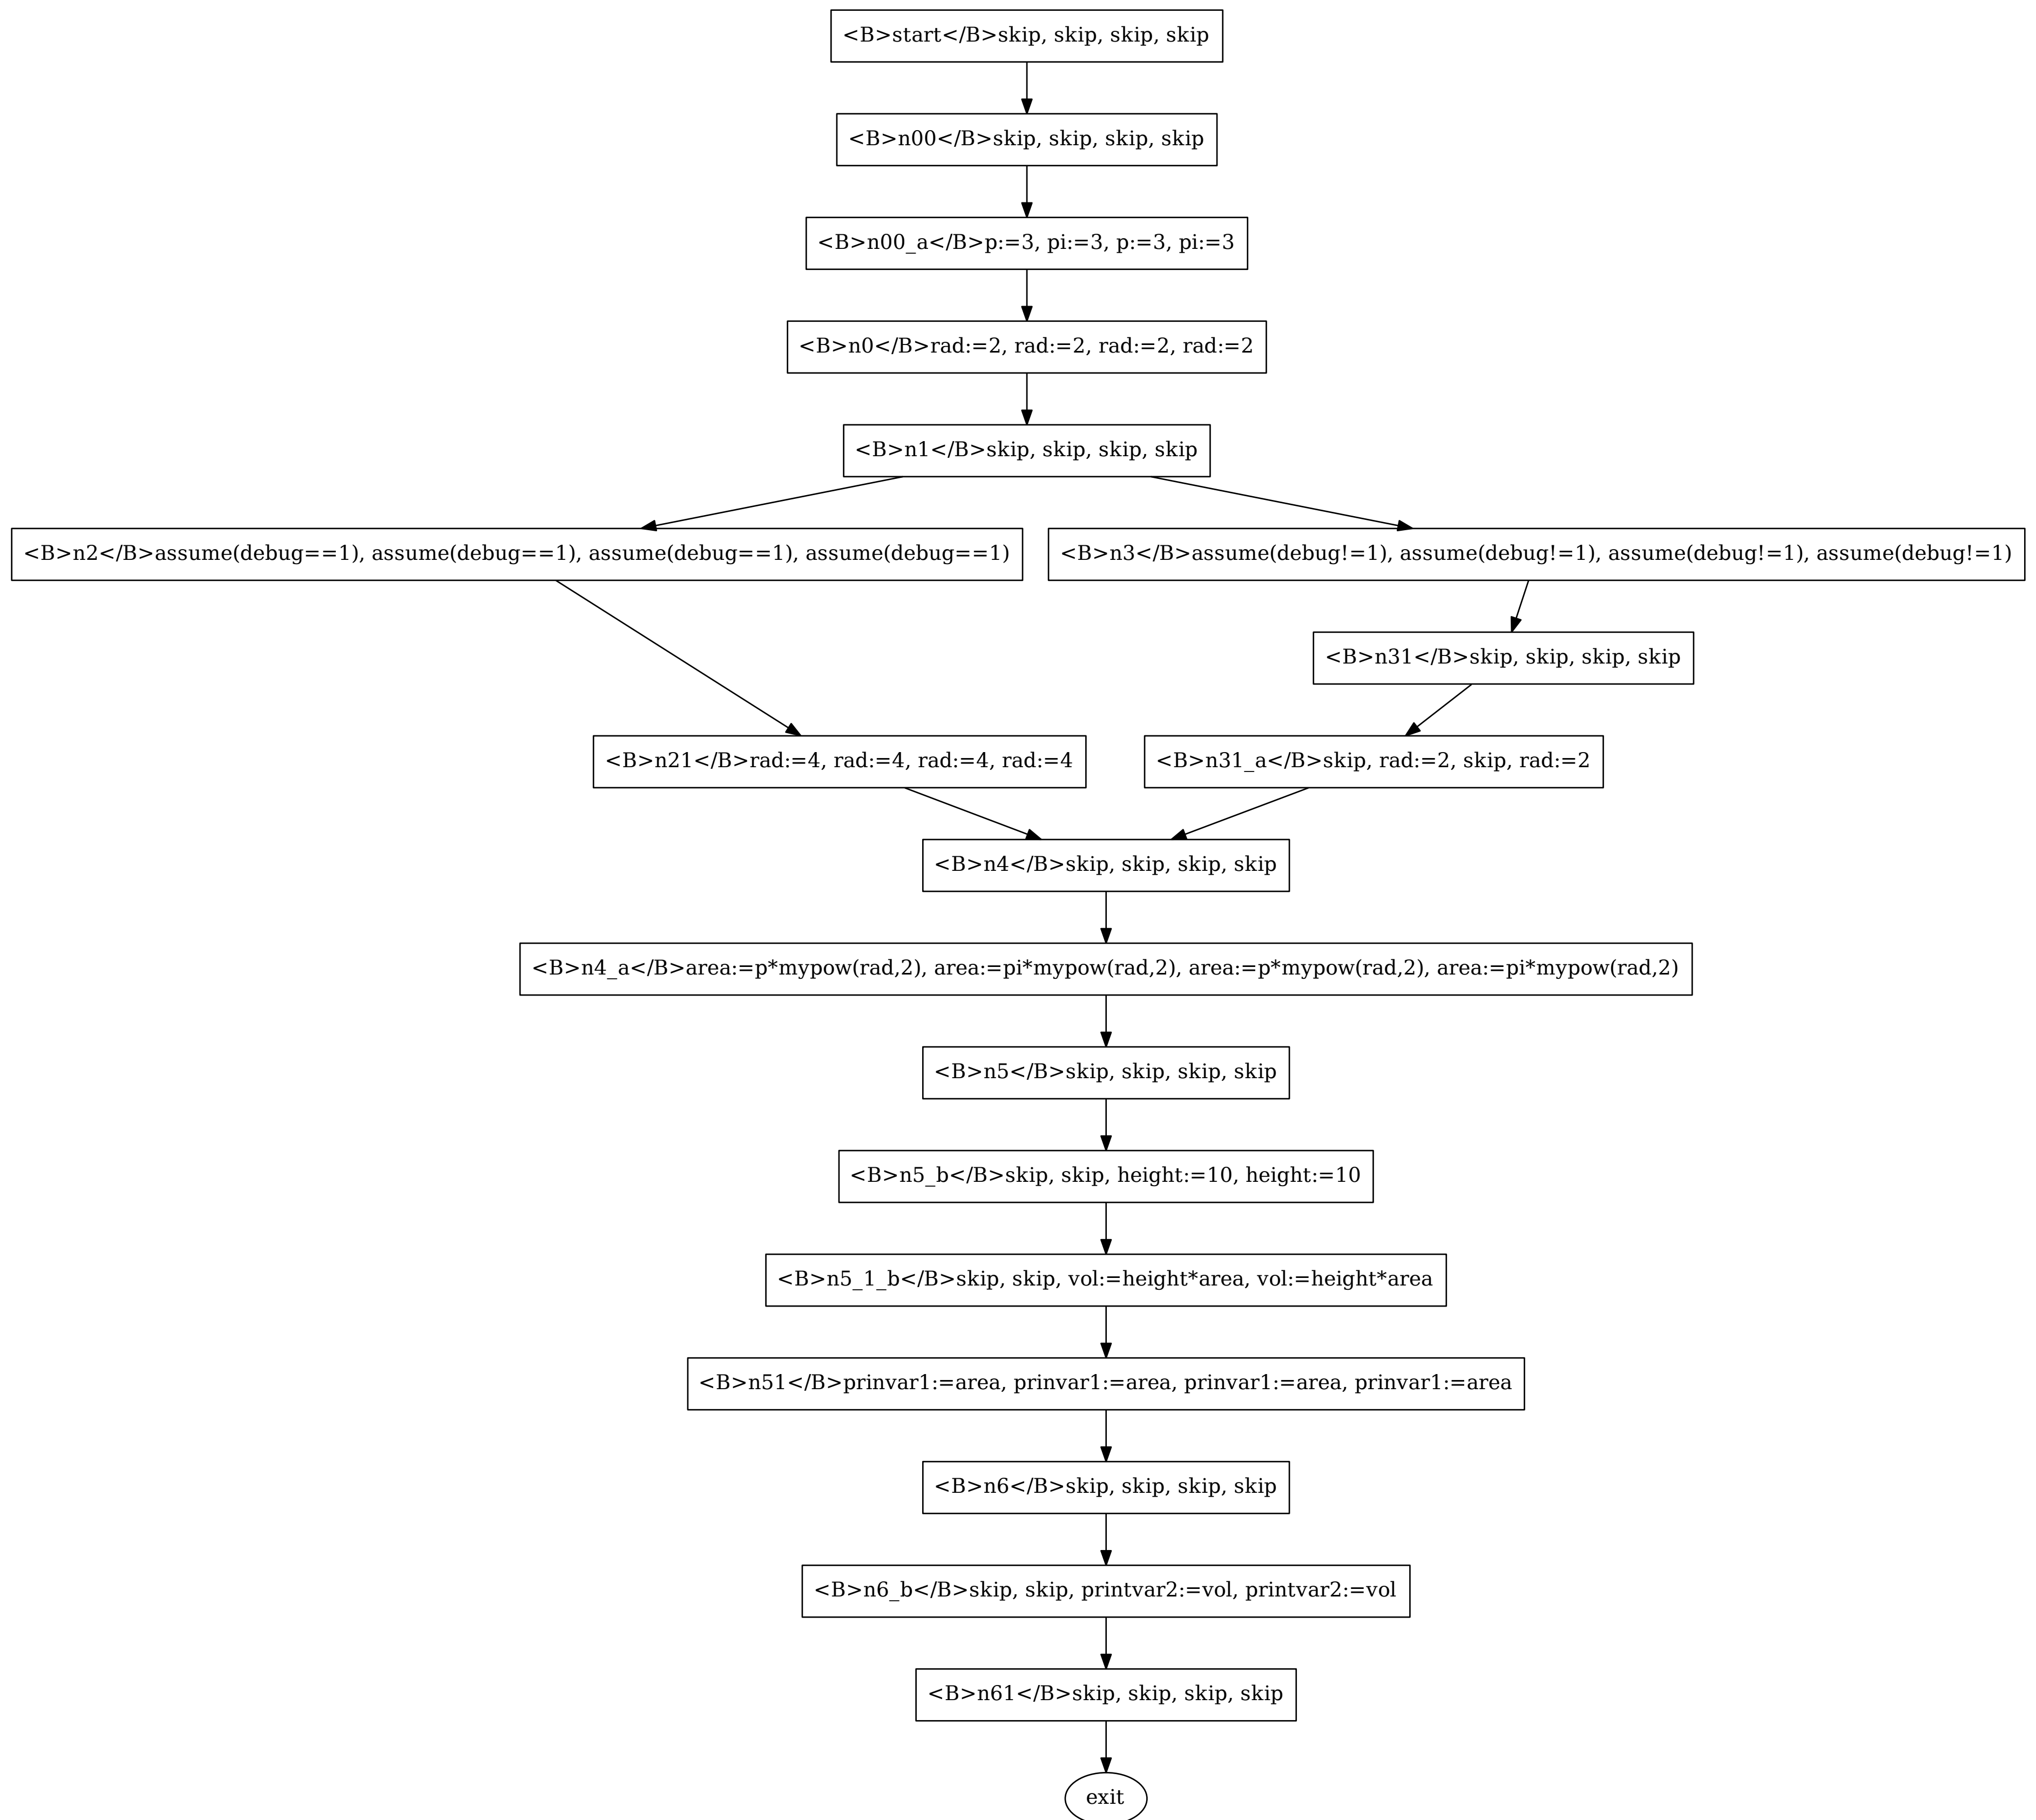 <B>start</B>skip, skip, skip, skip
<B>n00</B>skip, skip, skip, skip
<B>n00_a</B>p:=3, pi:=3, p:=3, pi:=3
<B>n0</B>rad:=2, rad:=2, rad:=2, rad:=2
<B>n1</B>skip, skip, skip, skip
<B>n2</B>assume(debug==1), assume(debug==1), assume(debug==1), assume(debug==1)
<B>n3</B>assume(debug!=1), assume(debug!=1), assume(debug!=1), assume(debug!=1)
<B>n31</B>skip, skip, skip, skip
<B>n21</B>rad:=4, rad:=4, rad:=4, rad:=4
<B>n31_a</B>skip, rad:=2, skip, rad:=2
<B>n4</B>skip, skip, skip, skip
<B>n4_a</B>area:=p*mypow(rad,2), area:=pi*mypow(rad,2), area:=p*mypow(rad,2), area:=pi*mypow(rad,2)
<B>n5</B>skip, skip, skip, skip
<B>n5_b</B>skip, skip, height:=10, height:=10
<B>n5_1_b</B>skip, skip, vol:=height*area, vol:=height*area
<B>n51</B>prinvar1:=area, prinvar1:=area, prinvar1:=area, prinvar1:=area
<B>n6</B>skip, skip, skip, skip
<B>n6_b</B>skip, skip, printvar2:=vol, printvar2:=vol
<B>n61</B>skip, skip, skip, skip
exit